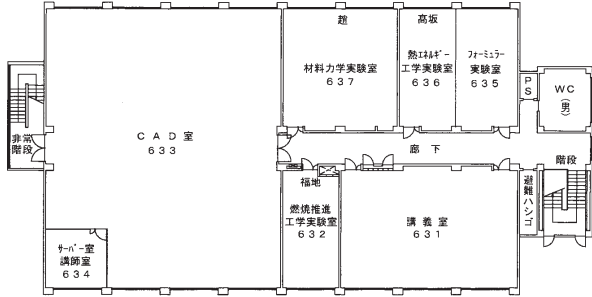 趙
材料力学実験室
637
髙坂
熱エネルギー
工学実験室
636
フォーミュラー
実験室
635
PS
WC
(男)
非常
階段
CAD室
633
廊下
階段
福地
燃焼推進
工学実験室
632
講義室
631
避難ハシゴ
サーバー室
講師室
634